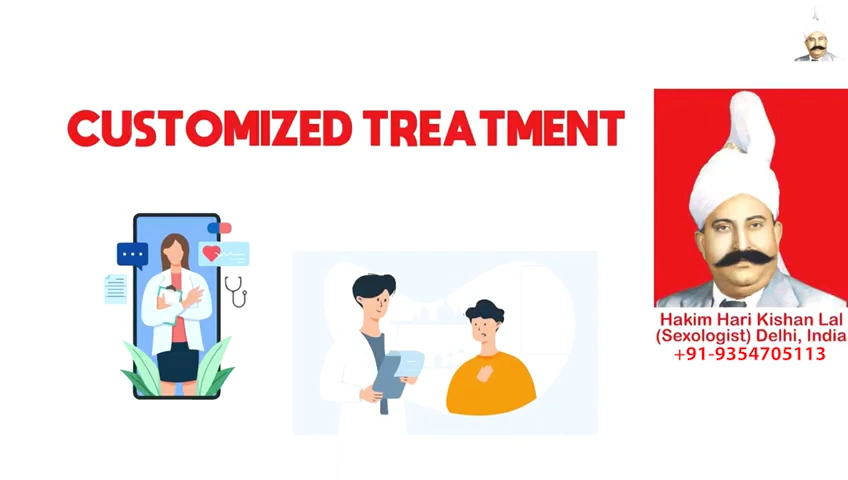 CUSTOMIZED TREATMENT
Hakim Hari Kishan Lal
(Sexologist) Delhi, India
+91-9354705113